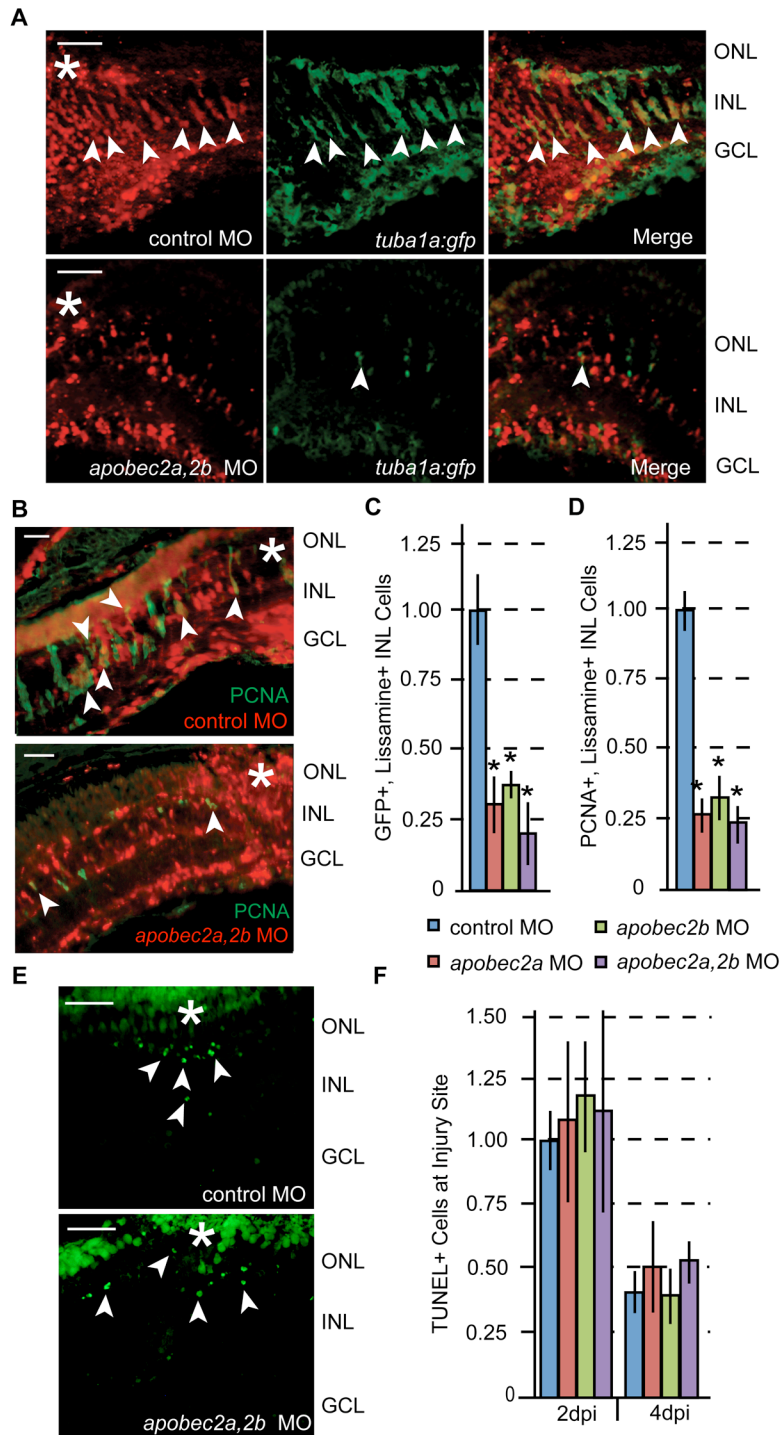 A
*
control MO
tuba1a:gfp
Merge
ONL
INL
GCL
*
apobec2a,2b MO
tuba1a:gfp
Merge
ONL
INL
GCL
B
*
PCNA
control MO
ONL
INL
GCL
*
PCNA
apobec2a,2b MO
ONL
INL
GCL
C
GFP+, Lissamine+ INL Cells
1.25
1.00
0.75
0.50
0.25
0
* * *
D
PCNA+, Lissamine+ INL Cells
1.25
1.00
0.75
0.50
0.25
0
* * *
control MO
apobec2b MO
apobec2a MO
apobec2a,2b MO
E
*
control MO
ONL
INL
GCL
*
apobec2a,2b MO
ONL
INL
GCL
F
TUNEL+ Cells at Injury Site
1.50
1.25
1.00
0.75
0.50
0.25
0
2dpi
4dpi